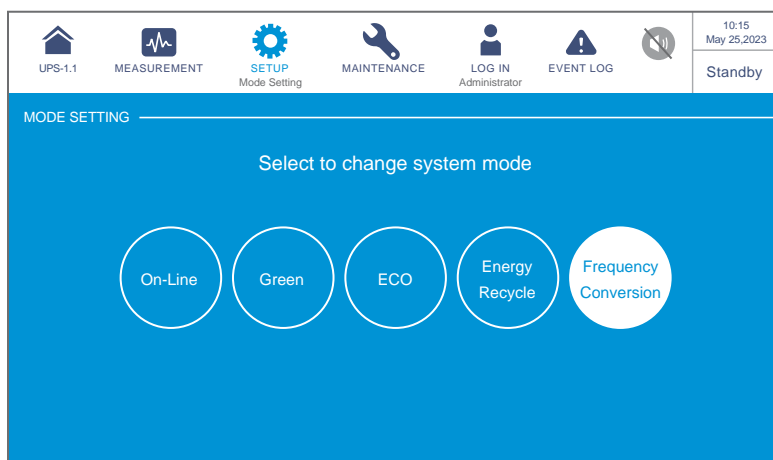 UPS-1.1
MEASUREMENT
SETUP
Mode Setting
MAINTENANCE
LOG IN
Administrator
EVENT LOG
10:15
May 25,2023
Standby
MODE SETTING
Select to change system mode
On-Line
Green
ECO
Energy
Recycle
Frequency
Conversion